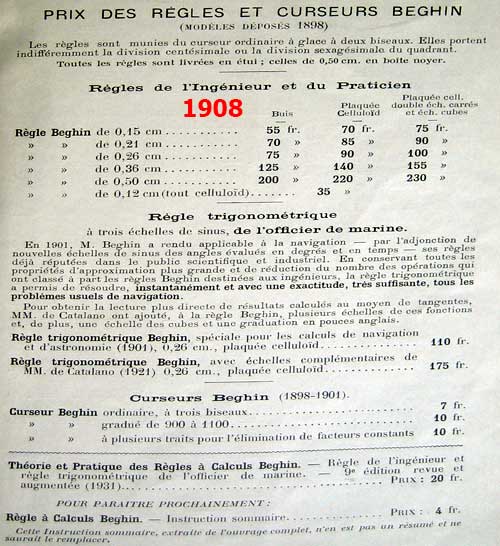 PRIX DES RÈGLES ET CURSEURS BEGHIN
(MODÈLES DÉPOSÉS 1898)
Les règles sont munies du curseur ordinaire à glace à deux biseaux. Elles portent
indifféremment la division centésimale ou la division sexagésimale du quadrant.
Toutes les règles sont livrées en étui ; celles de 0,50 cm. en boîte noyer.
Règles de l'Ingénieur et du Praticien
1908
Buis Plaquée Celluloïd Plaquée cell. double éch. carrés et éch. cubes
Règle Beghin de 0,15 cm ........... 55 fr. 70 fr. 75 fr.
» » de 0,21 cm ........... 70 » 85 » 90 »
» » de 0,26 cm ........... 75 » 90 » 100 »
» » de 0,36 cm ........... 125 » 140 » 155 »
» » de 0,50 cm ........... 200 » 220 » 230 »
» » de 0,12 cm (tout celluloïd)....... 35 »
Règle trigonométrique
à trois échelles de sinus, de l'officier de marine.
En 1901, M. Beghin a rendu applicable à la navigation — par l'adjonction de
nouvelles échelles de sinus des angles évalués en degrés et en temps — ses règles
déjà réputées dans le public scientifique et industriel. En conservant toutes les
propriétés d'approximation plus grande et de réduction du nombre des opérations qui
ont classé à part les règles Beghin destinées aux ingénieurs, la règle trigonométrique
a permis de résoudre, instantanément et avec une exactitude, très suffisante, tous les
problèmes usuels de navigation.
Pour obtenir la lecture plus directe de résultats calculés au moyen de tangentes,
MM. de Catalano ont ajouté, à la règle Beghin, plusieurs échelles de ces fonctions
et, de plus, une échelle de cubes et une graduation en pouces anglais.
Règle trigonométrique Beghin, spéciale pour les calculs de navigation
et d'astronomie (1901), 0,26 cm., plaquée celluloïd.............. 110 fr.
Règle trigonométrique Beghin, avec échelles complémentaires de
MM. de Catalano (1921) 0,26 cm., plaquée celluloïd.............. 175 fr.
Curseurs Beghin (1898-1901).
Curseur Beghin ordinaire, à trois biseaux........................ 7 fr.
» » gradué de 900 à 1100........................ 10 fr.
» » à plusieurs traits pour l'élimination de facteurs constants 10 fr.
Théorie et Pratique des Règles à Calculs Beghin. — Règle de l'ingénieur et
règle trigonométrique de l'officier de marine. — 9e édition revue et
augmentée (1931)........................ PRIX : 20 fr.
POUR PARAITRE PROCHAINEMENT :
Règle à Calculs Beghin. — Instruction sommaire........... PRIX : 4 fr.
Cette Instruction sommaire, extraite de l'ouvrage complet, n'en est pas un résumé et ne
saurait le remplacer.